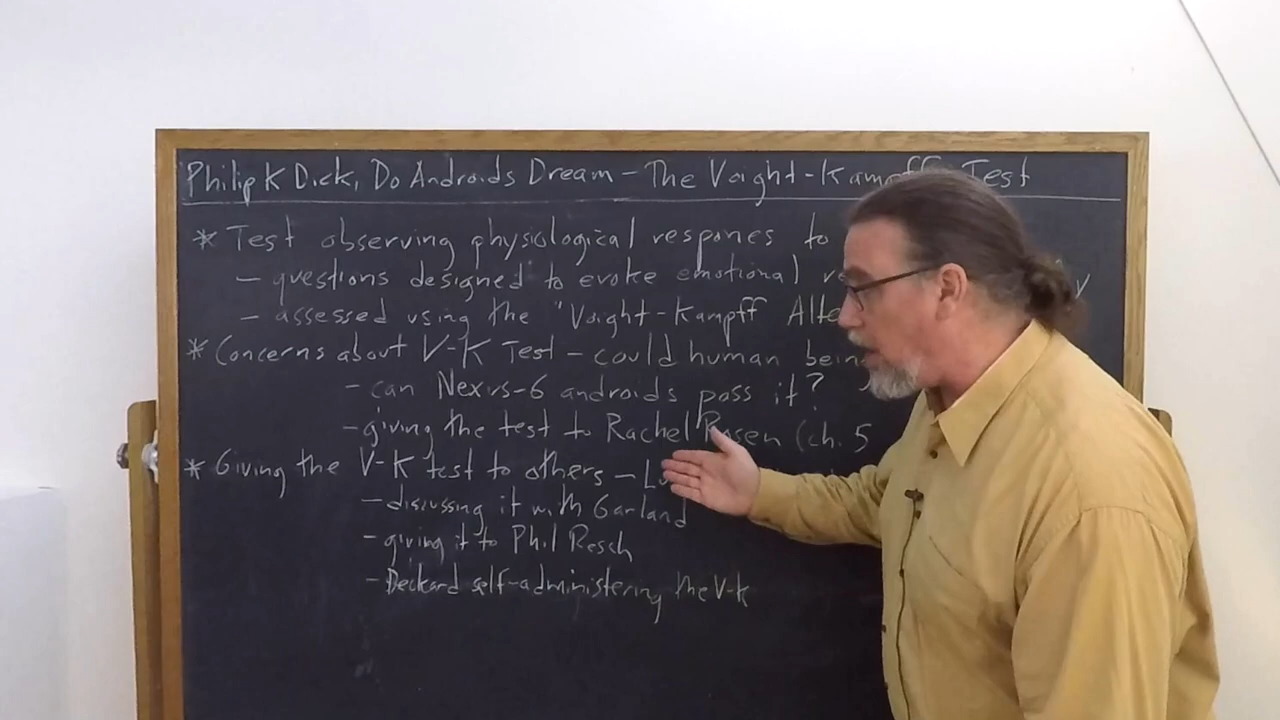 Philip K Dick, Do Androids Dream - The Voight-Kampff Test
* Test observing physiological respones to
- questions designed to evoke emotional
- assessed using the "Voight-Kampff
* Concerns about V-K Test - could human being
- can Nexus-6 androids pass it?
- giving the test to Rachel Rosen (ch. 5
* Giving the V-K test to others -
- discussing it with Garland
- giving it to Phil Resch
- Deckard self-administering the V-K